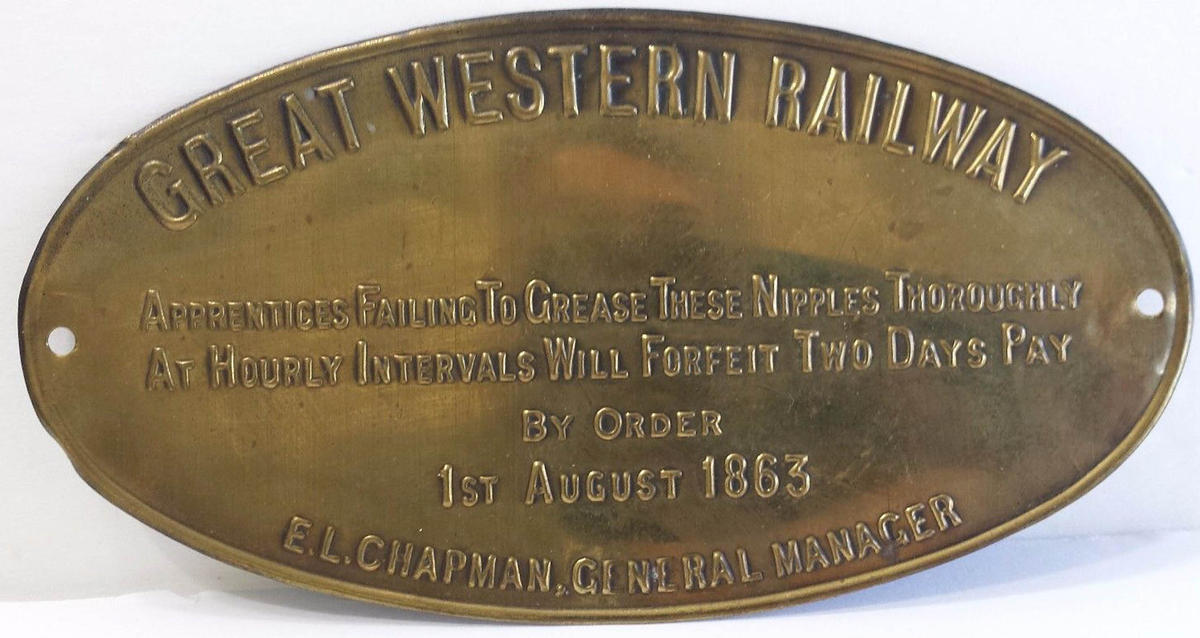 GREAT WESTERN RAILWAY
APPRENTICES FAILING TO GREASE THESE NIPPLES THOROUGHLY
AT HOURLY INTERVALS WILL FORFEIT TWO DAYS PAY
BY ORDER
1ST AUGUST 1863
E.L.CHAPMAN, GENERAL MANAGER